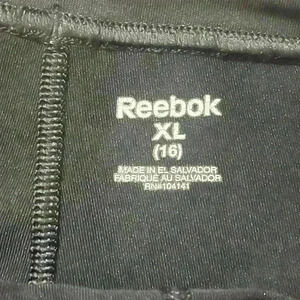 Reebok
XL
(16)
MADE IN EL SALVADOR
FABRIQUE AU SALVADOR
RN#104141